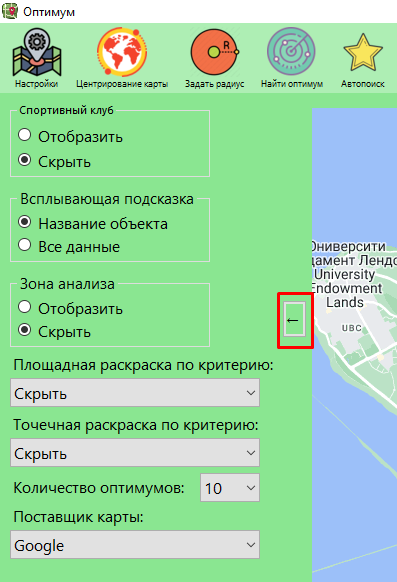 Оптимум
Настройки
Центрирование карты
Задать радиус
Найти оптимум
Автопоиск
R
Спортивный клуб
Отобразить
Скрыть
Всплывающая подсказка
Название объекта
Все данные
Зона анализа
Отобразить
Скрыть
←
Площадная раскраска по критерию:
Скрыть
Точечная раскраска по критерию:
Скрыть
Количество оптимумов: 10
Поставщик карты:
Google
Юниверсити
дамент Лендс
University
Endowment
Lands
UBC